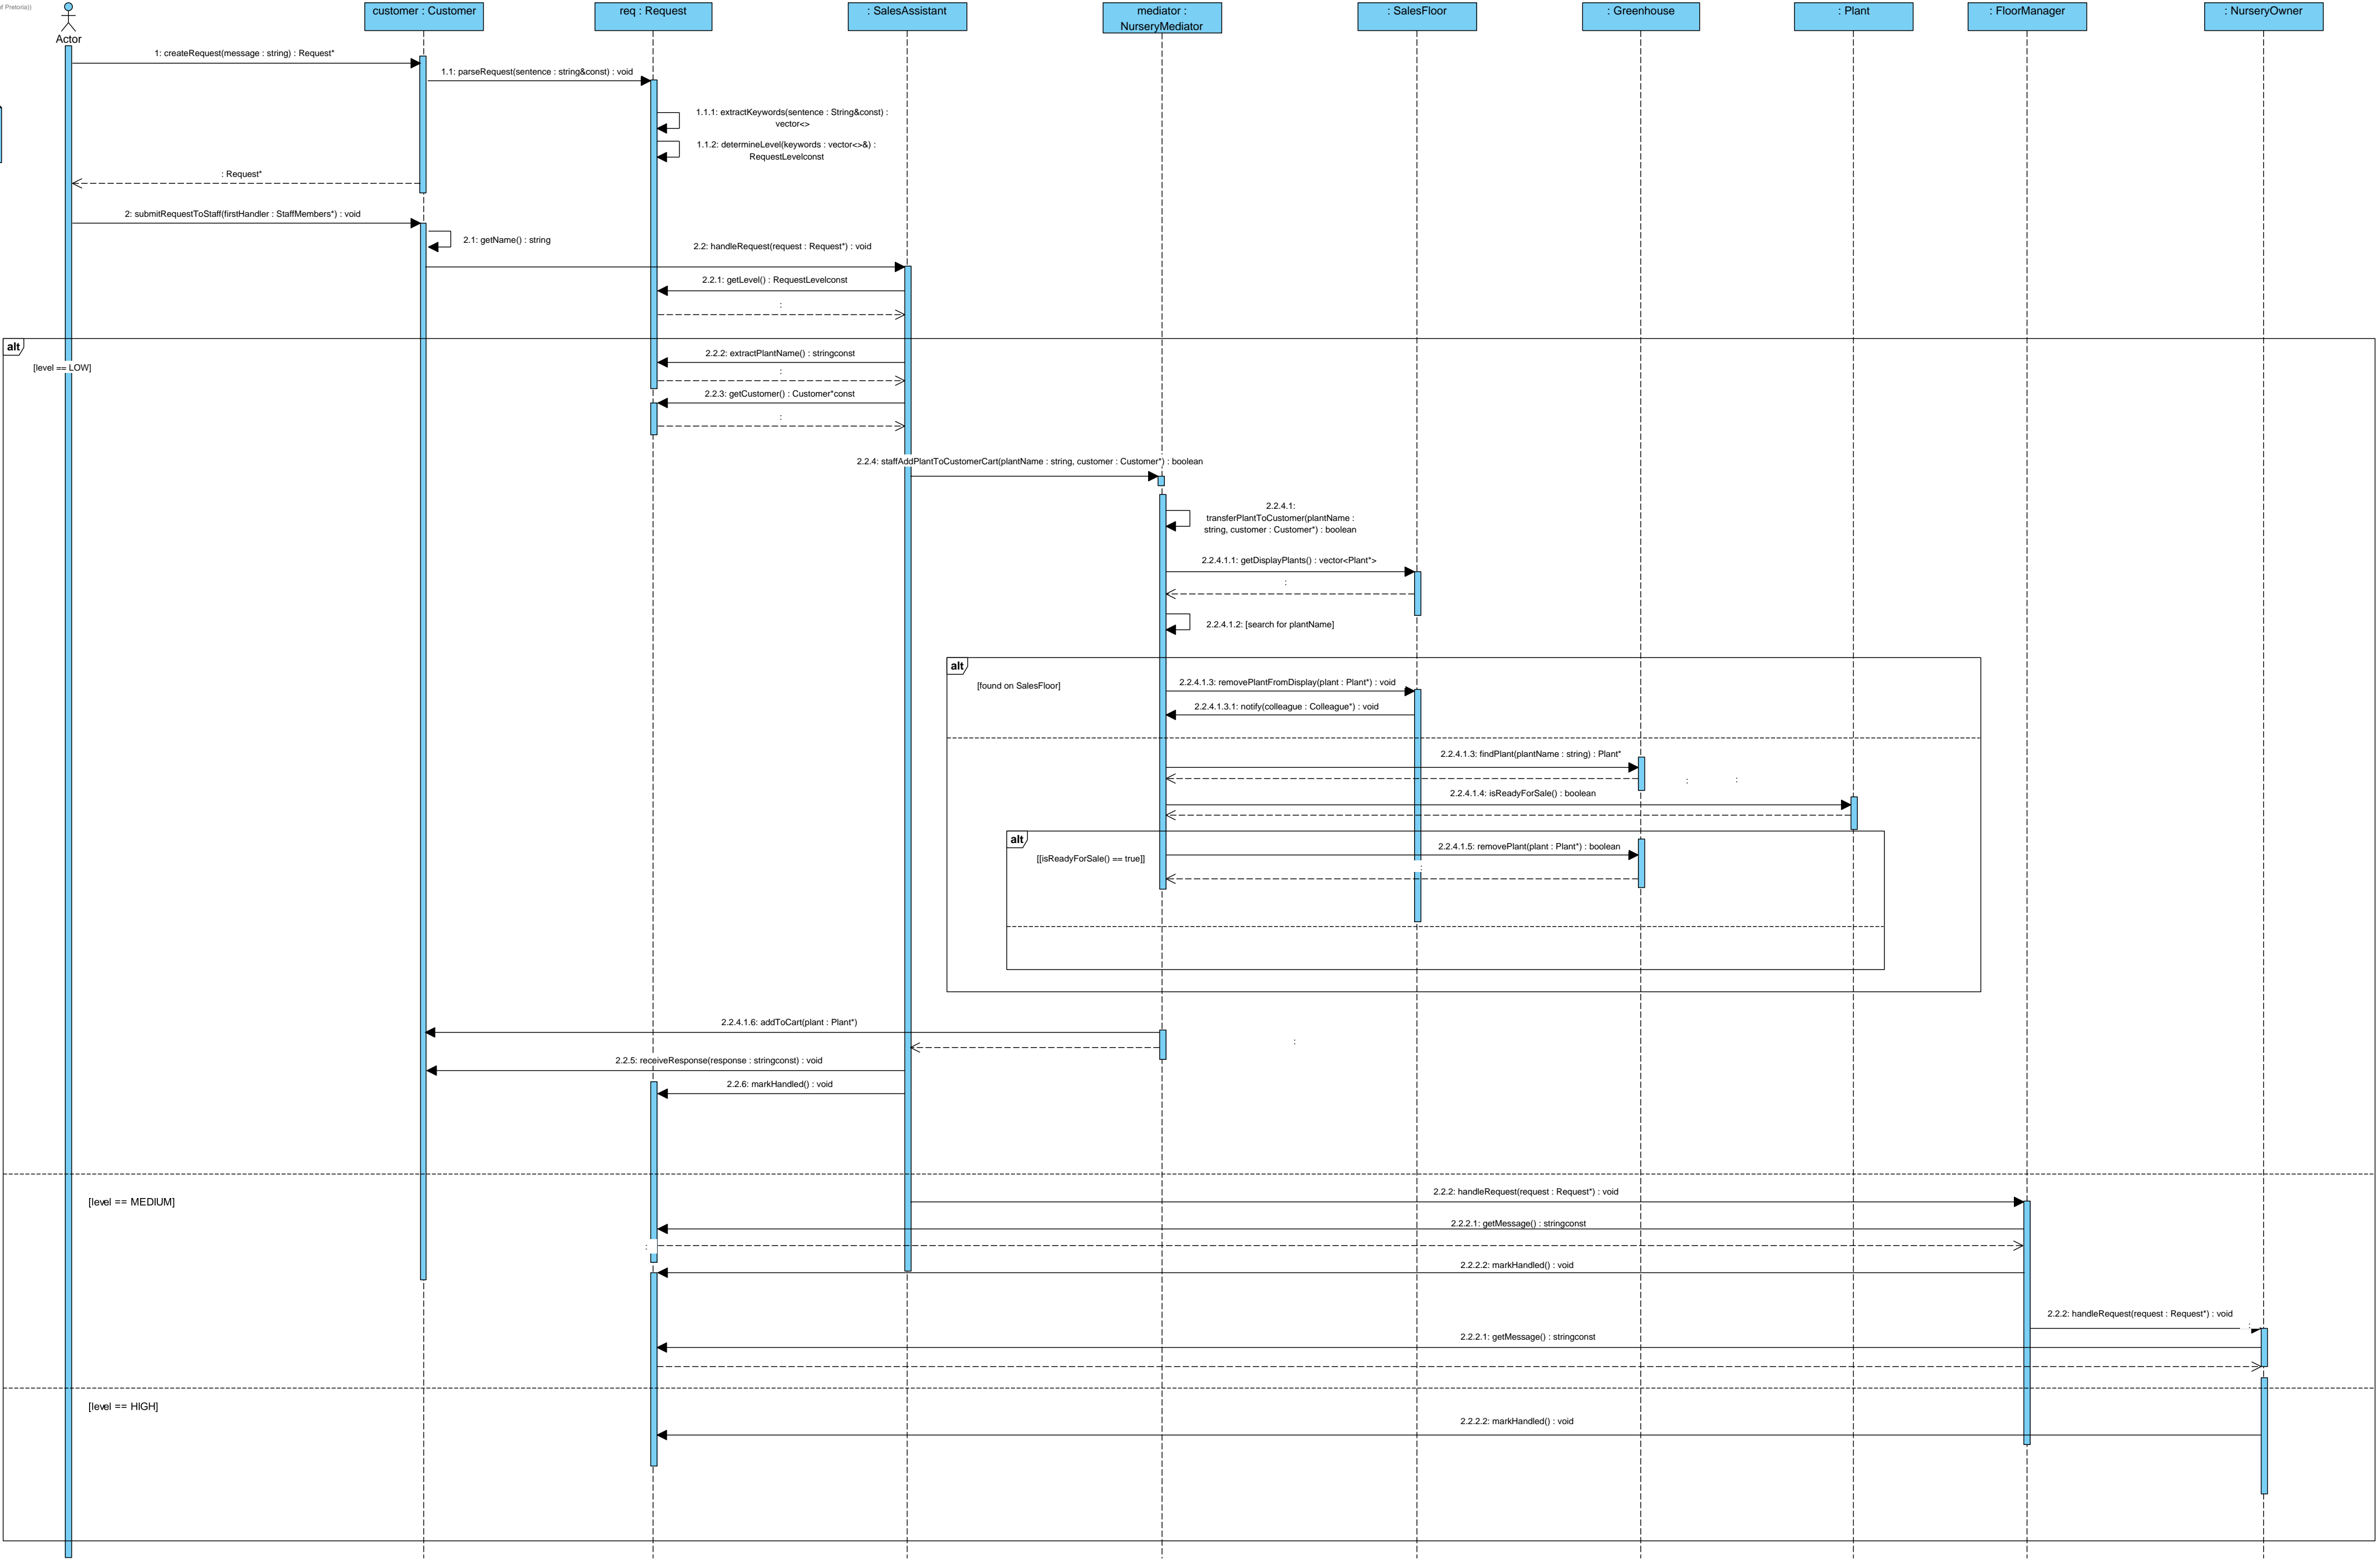 f Pretoria))
Actor
customer : Customer
req : Request
: SalesAssistant
mediator :
NurseryMediator
: SalesFloor
: Greenhouse
: Plant
: FloorManager
: NurseryOwner
1: createRequest(message : string) : Request*
1.1: parseRequest(sentence : string&const) : void
1.1.1: extractKeywords(sentence : String&const) :
vector<>
1.1.2: determineLevel(keywords : vector<>&) :
RequestLevelconst
: Request*
2: submitRequestToStaff(firstHandler : StaffMembers*) : void
2.1: getName() : string
2.2: handleRequest(request : Request*) : void
2.2.1: getLevel() : RequestLevelconst
:
alt
[level == LOW]
2.2.2: extractPlantName() : stringconst
:
2.2.3: getCustomer() : Customer*const
:
2.2.4: staffAddPlantToCustomerCart(plantName : string, customer : Customer*) : boolean
2.2.4.1:
transferPlantToCustomer(plantName :
string, customer : Customer*) : boolean
2.2.4.1.1: getDisplayPlants() : vector<Plant*>
:
2.2.4.1.2: [search for plantName]
alt
[found on SalesFloor]
2.2.4.1.3: removePlantFromDisplay(plant : Plant*) : void
2.2.4.1.3.1: notify(colleague : Colleague*) : void
2.2.4.1.3: findPlant(plantName : string) : Plant*
: :
2.2.4.1.4: isReadyForSale() : boolean
alt
[[isReadyForSale() == true]]
2.2.4.1.5: removePlant(plant : Plant*) : boolean
:
2.2.4.1.6: addToCart(plant : Plant*)
:
2.2.5: receiveResponse(response : stringconst) : void
2.2.6: markHandled() : void
[level == MEDIUM]
2.2.2: handleRequest(request : Request*) : void
2.2.2.1: getMessage() : stringconst
:
2.2.2.2: markHandled() : void
2.2.2: handleRequest(request : Request*) : void
:
2.2.2.1: getMessage() : stringconst
[level == HIGH]
2.2.2.2: markHandled() : void